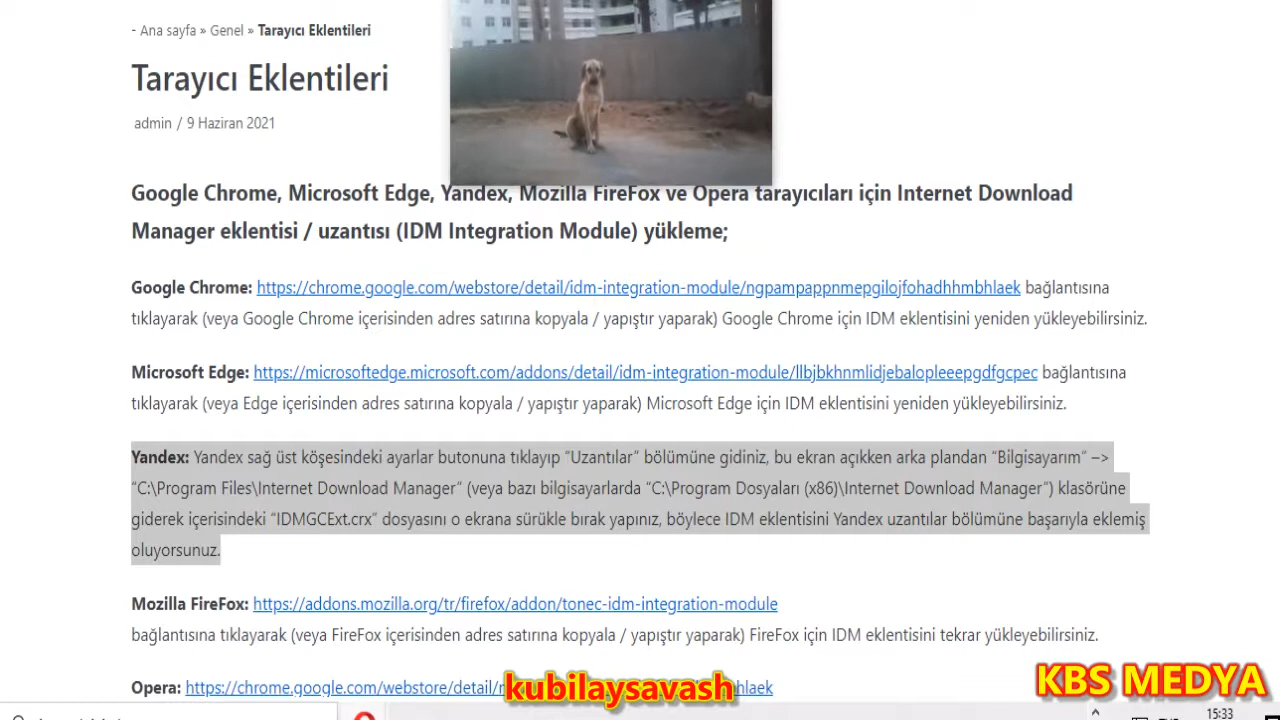 - Ana sayfa » Genel » Tarayıcı Eklentileri
Tarayıcı Eklentileri
admin / 9 Haziran 2021
Google Chrome, Microsoft Edge, Yandex, Mozilla FireFox ve Opera tarayıcıları için Internet Download
Manager eklentisi / uzantısı (IDM Integration Module) yükleme;
Google Chrome: https://chrome.google.com/webstore/detail/idm-integration-module/ngpampappnmepgilojfohadhhmbhlaek bağlantısına
tıklayarak (veya Google Chrome içerisinden adres satırına kopyala / yapıştır yaparak) Google Chrome için IDM eklentisini yeniden yükleyebilirsiniz.
Microsoft Edge: https://microsoftedge.microsoft.com/addons/detail/idm-integration-module/llbjbkhnmlidjebalopleeepgdfgcpec bağlantısına
tıklayarak (veya Edge içerisinden adres satırına kopyala / yapıştır yaparak) Microsoft Edge için IDM eklentisini yeniden yükleyebilirsiniz.
Yandex: Yandex sağ üst köşesindeki ayarlar butonuna tıklayıp “Uzantılar” bölümüne gidiniz, bu ekran açıkken arka plandan “Bilgisayarım” –>
“C:\Program Files\Internet Download Manager” (veya bazı bilgisayarlarda “C:\Program Dosyaları (x86)\Internet Download Manager”) klasörüne
giderek içerisindeki “IDMGCExt.crx” dosyasını o ekrana sürükle bırak yapınız, böylece IDM eklentisini Yandex uzantılar bölümüne başarıyla eklemiş
oluyorsunuz.
Mozilla FireFox: https://addons.mozilla.org/tr/firefox/addon/tonec-idm-integration-module
bağlantısına tıklayarak (veya FireFox içerisinden adres satırına kopyala / yapıştır yaparak) FireFox için IDM eklentisini tekrar yükleyebilirsiniz.
Opera: https://chrome.google.com/webstore/detail/
kubilaysavash
KBS MEDYA
15:33